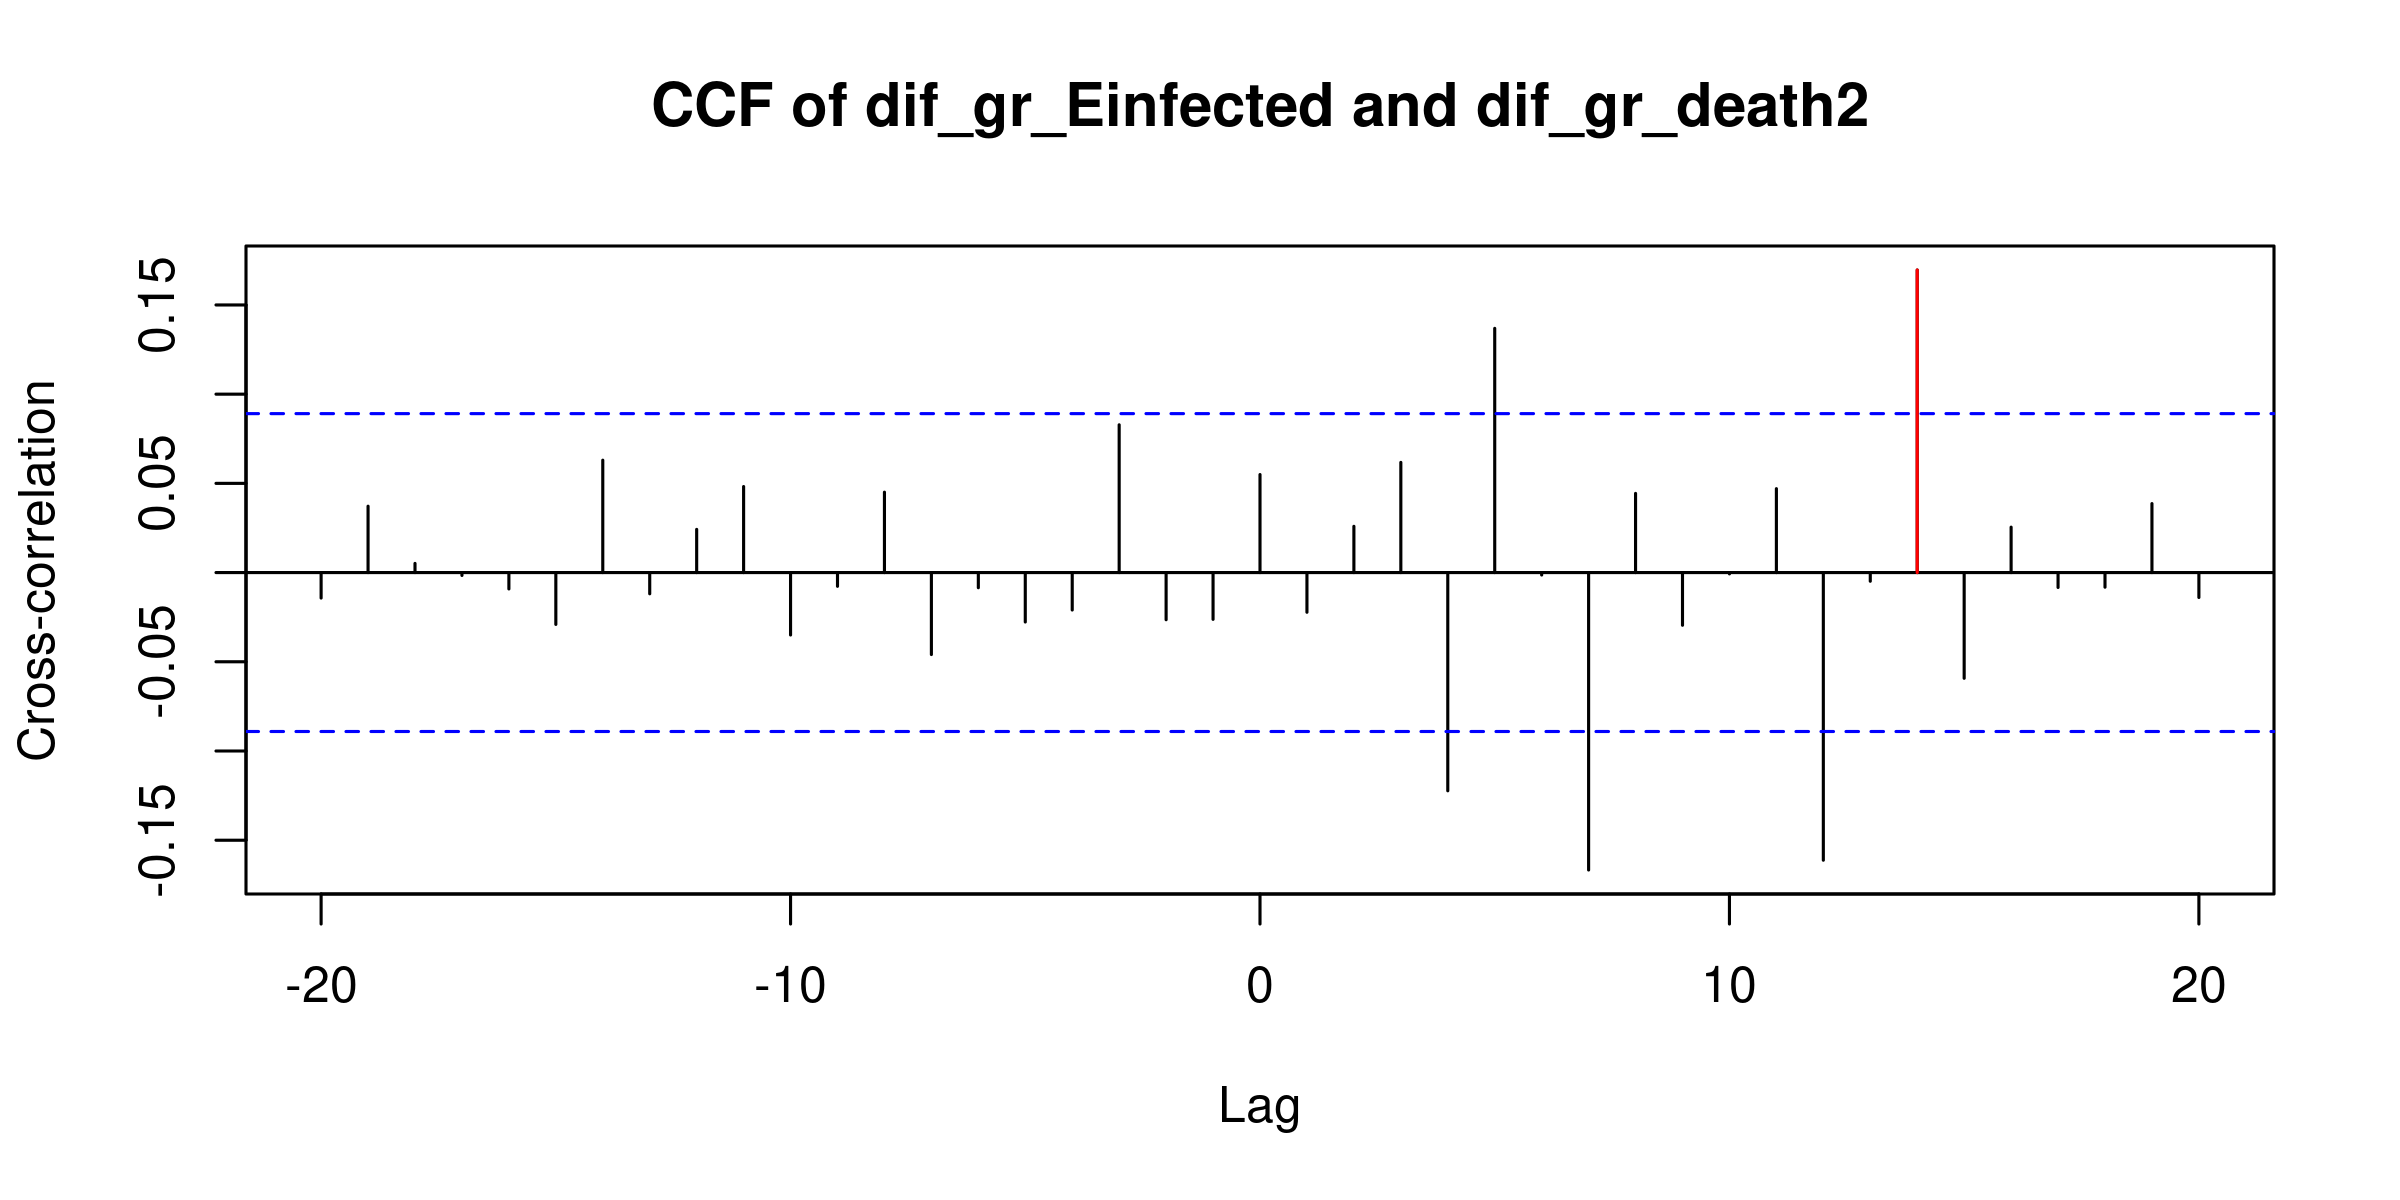 CCF of dif_gr_Einfected and dif_gr_death2
Cross-correlation
0.15
0.05
-0.05
-0.15
-20 -10 0 10 20
Lag